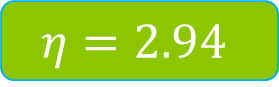 η = 2.94